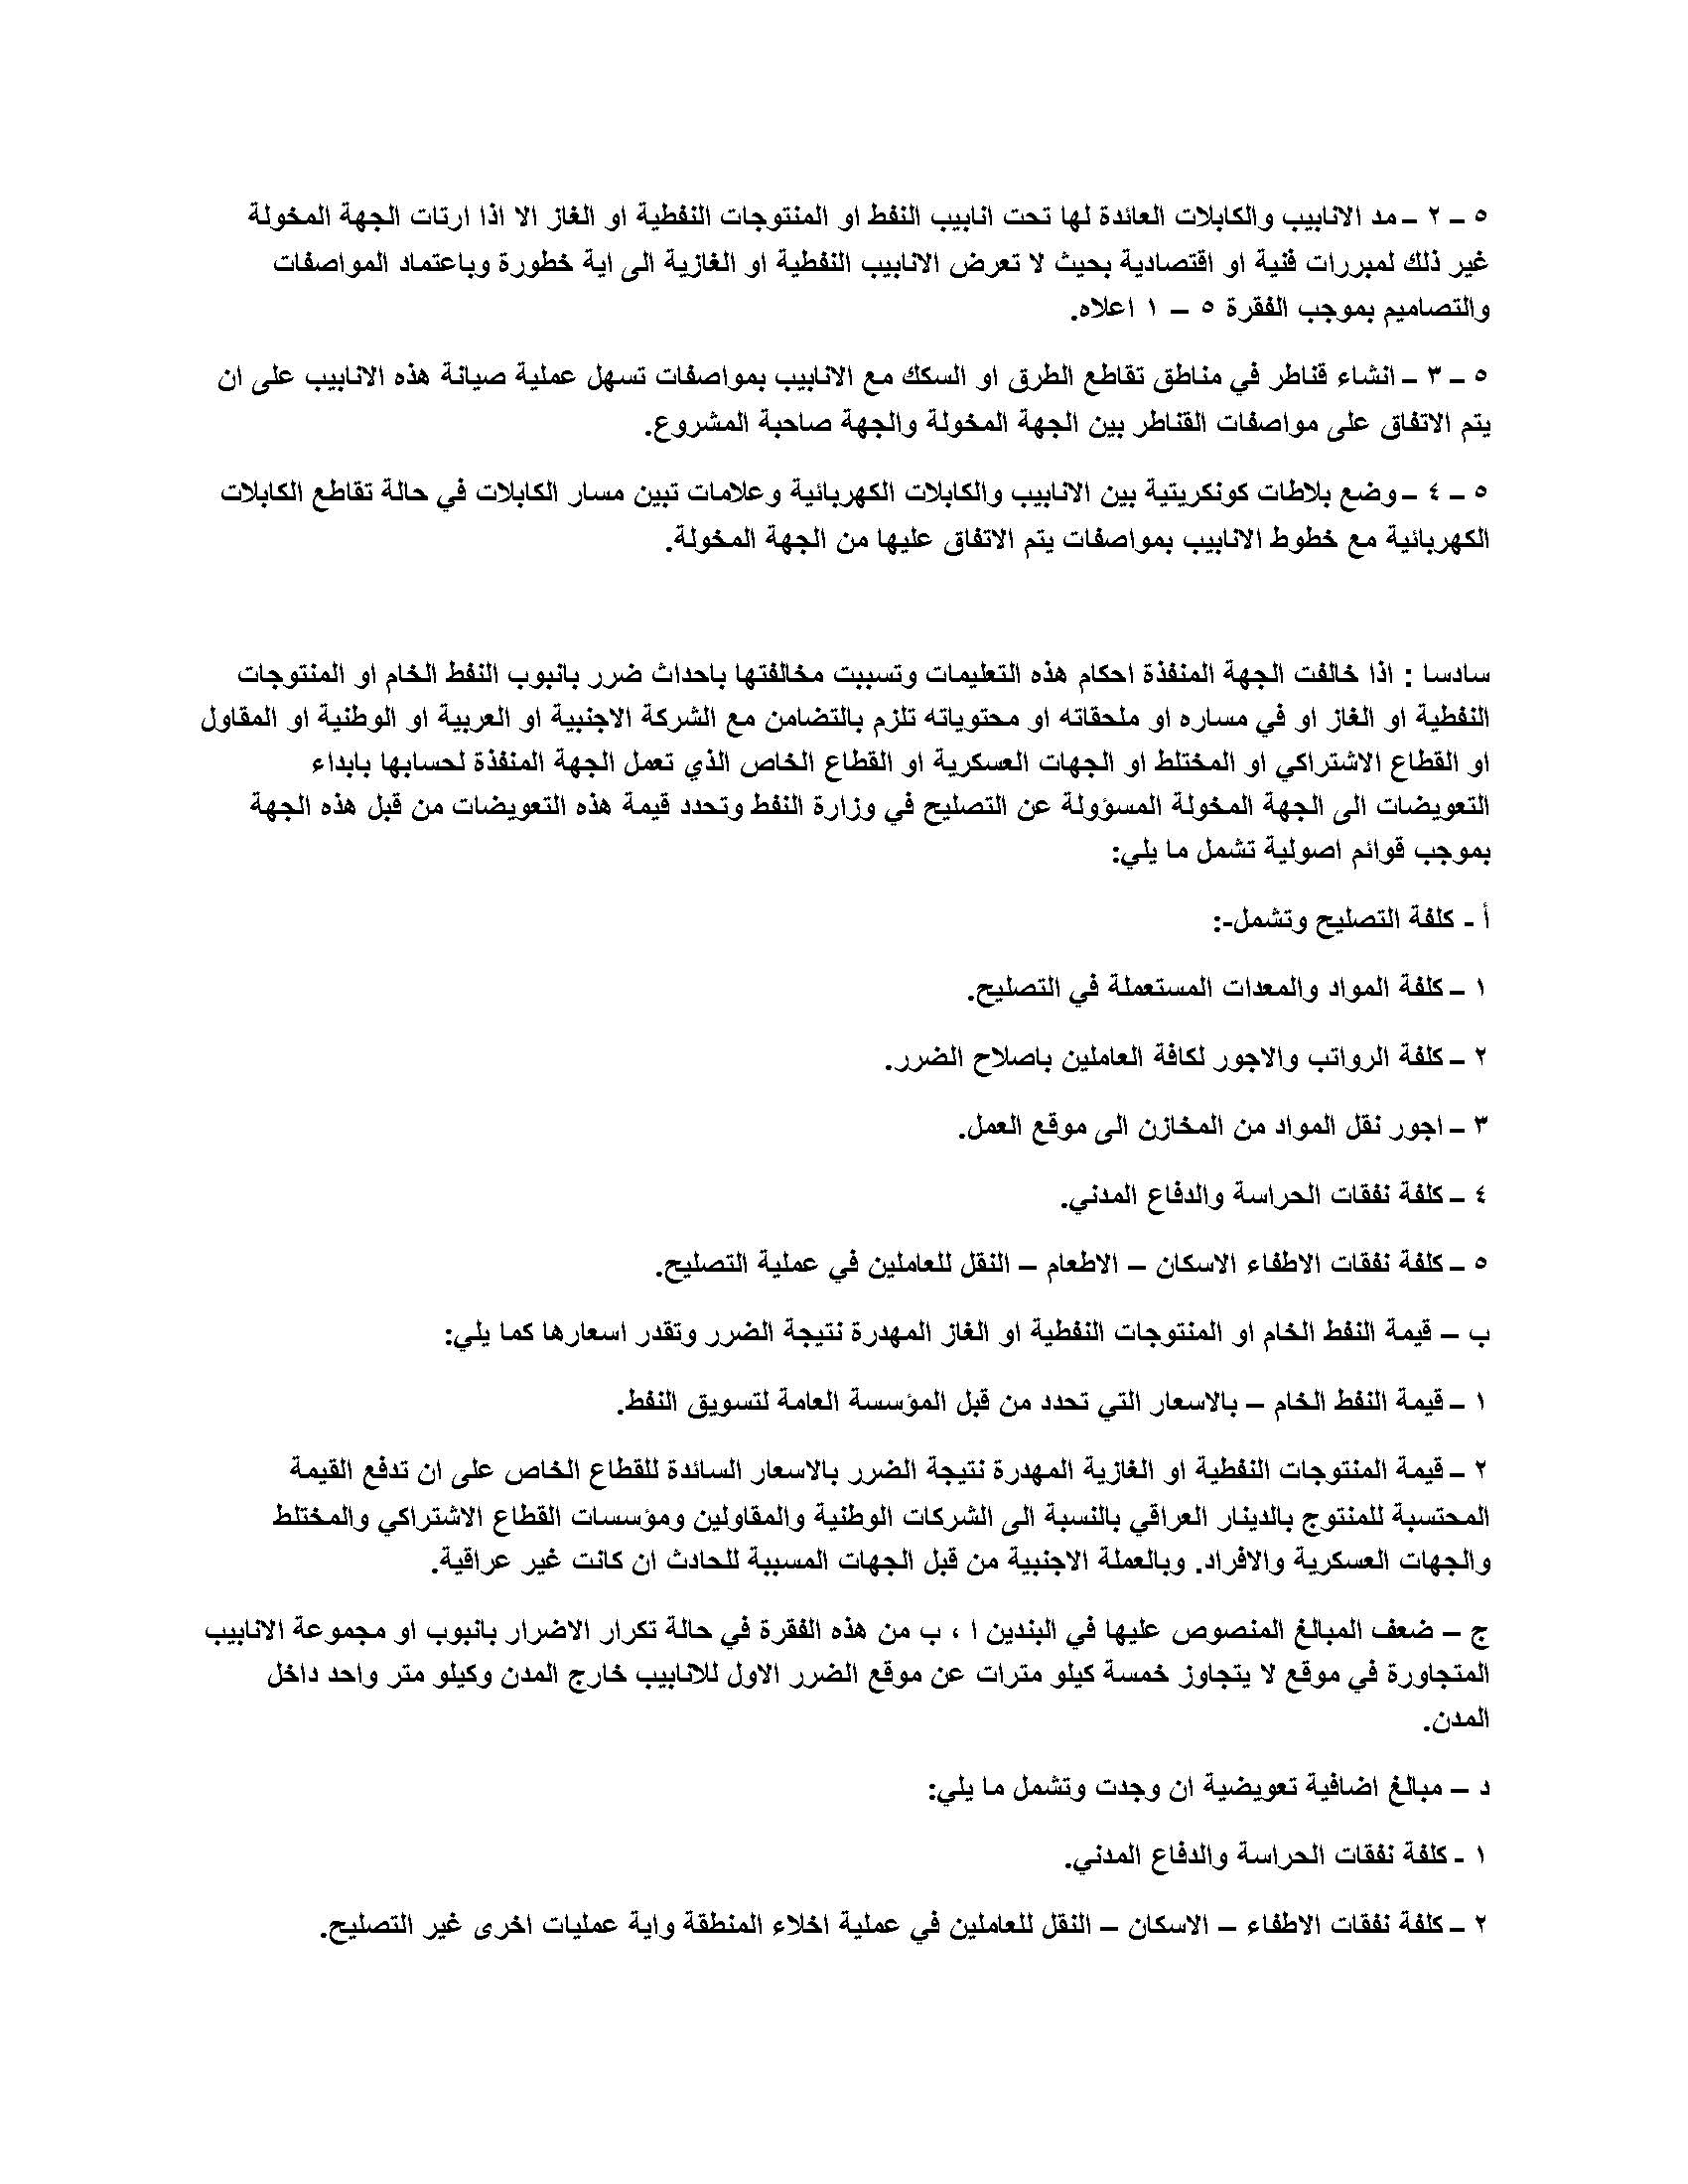 ٥ – ٢ – مد الانابيب والكابلات العائدة لها تحت انابيب النفط او المنتوجات النفطية او الغاز الا اذا ارتات الجهة المخولة
غير ذلك لمبررات فنية او اقتصادية بحيث لا تعرض الانابيب النفطية او الغازية الى اية خطورة وباعتماد المواصفات
والتصاميم بموجب الفقرة ٥ – ١ اعلاه.
٥ – ٣ – انشاء قناطر في مناطق تقاطع الطرق او السكك مع الانابيب بمواصفات تسهل عملية صيانة هذه الانابيب على ان
يتم الاتفاق على مواصفات القناطر بين الجهة المخولة والجهة صاحبة المشروع.
٥ – ٤ – وضع بلاطات كونكريتية بين الانابيب والكابلات الكهربائية وعلامات تبين مسار الكابلات في حالة تقاطع الكابلات
الكهربائية مع خطوط الانابيب بمواصفات يتم الاتفاق عليها من الجهة المخولة.
سادسا : اذا خالفت الجهة المنفذة احكام هذه التعليمات وتسببت مخالفتها باحداث ضرر بانبوب النفط الخام او المنتوجات
النفطية او الغاز او في مساره او ملحقاته او محتوياته تلزم بالتضامن مع الشركة الاجنبية او العربية او الوطنية او المقاول
او القطاع الاشتراكي او المختلط او الجهات العسكرية او القطاع الخاص الذي تعمل الجهة المنفذة لحسابها بابداء
التعويضات الى الجهة المخولة المسؤولة عن التصليح في وزارة النفط وتحدد قيمة هذه التعويضات من قبل هذه الجهة
بموجب قوائم اصولية تشمل ما يلي:
أ - كلفة التصليح وتشمل-:
١ – كلفة المواد والمعدات المستعملة في التصليح.
٢ – كلفة الرواتب والاجور لكافة العاملين باصلاح الضرر.
٣ – اجور نقل المواد من المخازن الى موقع العمل.
٤ – كلفة نفقات الحراسة والدفاع المدني.
٥ – كلفة نفقات الاطفاء الاسكان – الاطعام – النقل للعاملين في عملية التصليح.
ب – قيمة النفط الخام او المنتوجات النفطية او الغاز المهدرة نتيجة الضرر وتقدر اسعارها كما يلي:
١ – قيمة النفط الخام – بالاسعار التي تحدد من قبل المؤسسة العامة لتسويق النفط.
٢ – قيمة المنتوجات النفطية او الغازية المهدرة نتيجة الضرر بالاسعار السائدة للقطاع الخاص على ان تدفع القيمة
المحتسبة للمنتوج بالدينار العراقي بالنسبة الى الشركات الوطنية والمقاولين ومؤسسات القطاع الاشتراكي والمختلط
والجهات العسكرية والافراد. وبالعملة الاجنبية من قبل الجهات المسببة للحادث ان كانت غير عراقية.
ج – ضعف المبالغ المنصوص عليها في البندين ا ، ب من هذه الفقرة في حالة تكرار الاضرار بانبوب او مجموعة الانابيب
المتجاورة في موقع لا يتجاوز خمسة كيلو مترات عن موقع الضرر الاول للانابيب خارج المدن وكيلو متر واحد داخل
المدن.
د – مبالغ اضافية تعويضية ان وجدت وتشمل ما يلي:
١ - كلفة نفقات الحراسة والدفاع المدني.
٢ – كلفة نفقات الاطفاء – الاسكان – النقل للعاملين في عملية اخلاء المنطقة واية عمليات اخرى غير التصليح.